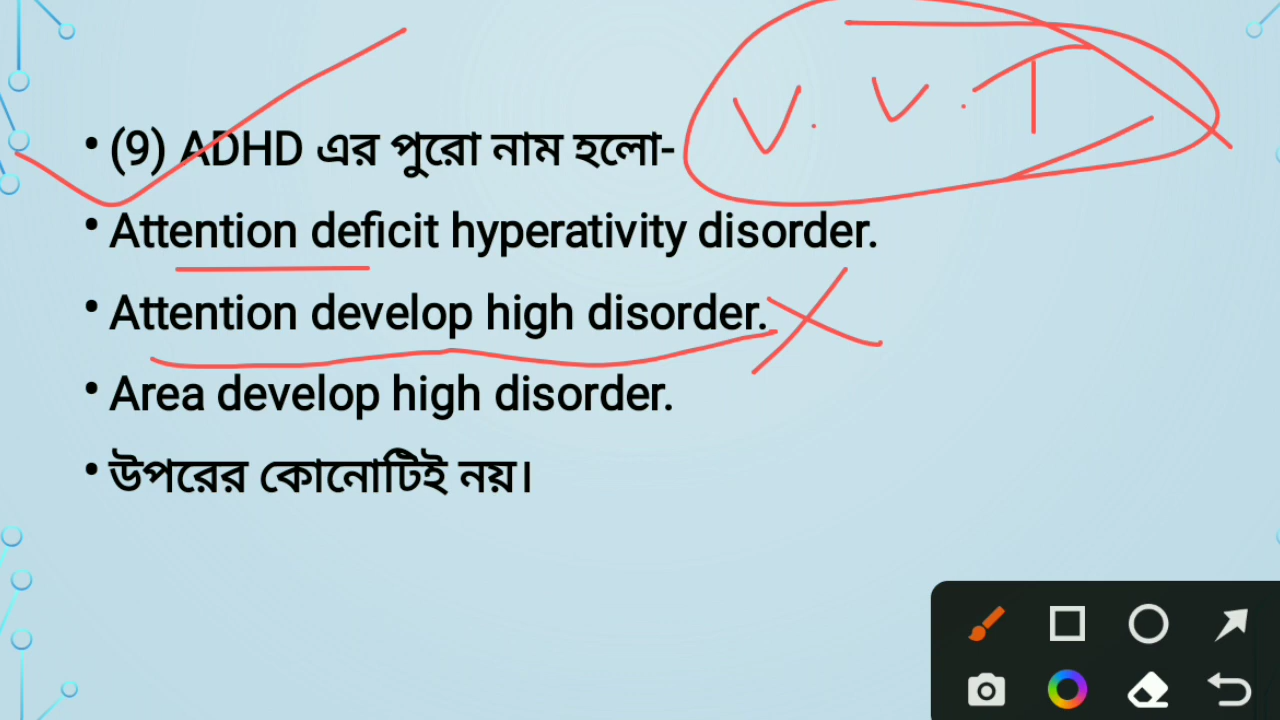 • (9) ADHD এর পুরো নাম হলো-
V. V. I
• Attention deficit hyperativity disorder.
• Attention develop high disorder.
• Area develop high disorder.
• উপরের কোনোটিই নয়।